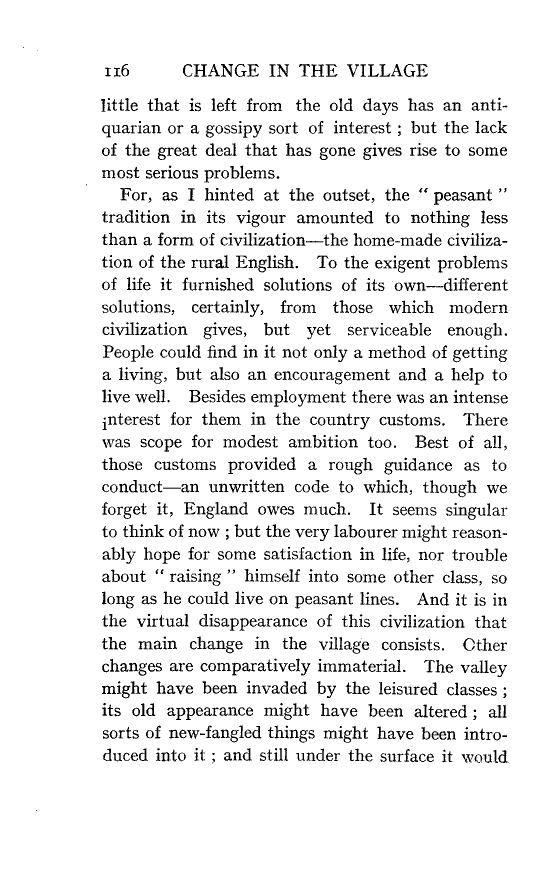 116 CHANGE IN THE VILLAGE
little that is left from the old days has an anti-
quarian or a gossipy sort of interest ; but the lack
of the great deal that has gone gives rise to some
most serious problems.
For, as I hinted at the outset, the “ peasant ”
tradition in its vigour amounted to nothing less
than a form of civilization—the home-made civiliza-
tion of the rural English. To the exigent problems
of life it furnished solutions of its own—different
solutions, certainly, from those which modern
civilization gives, but yet serviceable enough.
People could find in it not only a method of getting
a living, but also an encouragement and a help to
live well. Besides employment there was an intense
interest for them in the country customs. There
was scope for modest ambition too. Best of all,
those customs provided a rough guidance as to
conduct—an unwritten code to which, though we
forget it, England owes much. It seems singular
to think of now ; but the very labourer might reason-
ably hope for some satisfaction in life, nor trouble
about “ raising ” himself into some other class, so
long as he could live on peasant lines. And it is in
the virtual disappearance of this civilization that
the main change in the village consists. Other
changes are comparatively immaterial. The valley
might have been invaded by the leisured classes ;
its old appearance might have been altered ; all
sorts of new-fangled things might have been intro-
duced into it ; and still under the surface it would